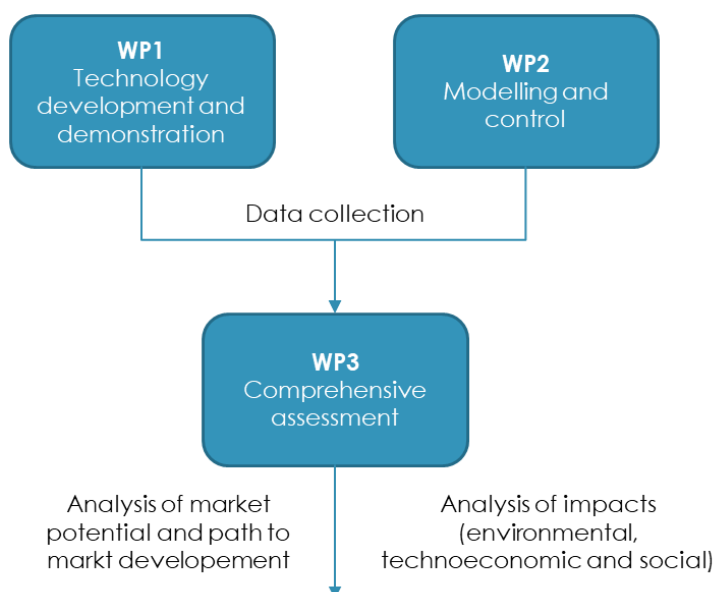 WP1
Technology
development and
demonstration
WP2
Modelling and
control
Data collection
WP3
Comprehensive
assessment
Analysis of market
potential and path to
markt developement
Analysis of impacts
(environmental,
technoeconomic and social)